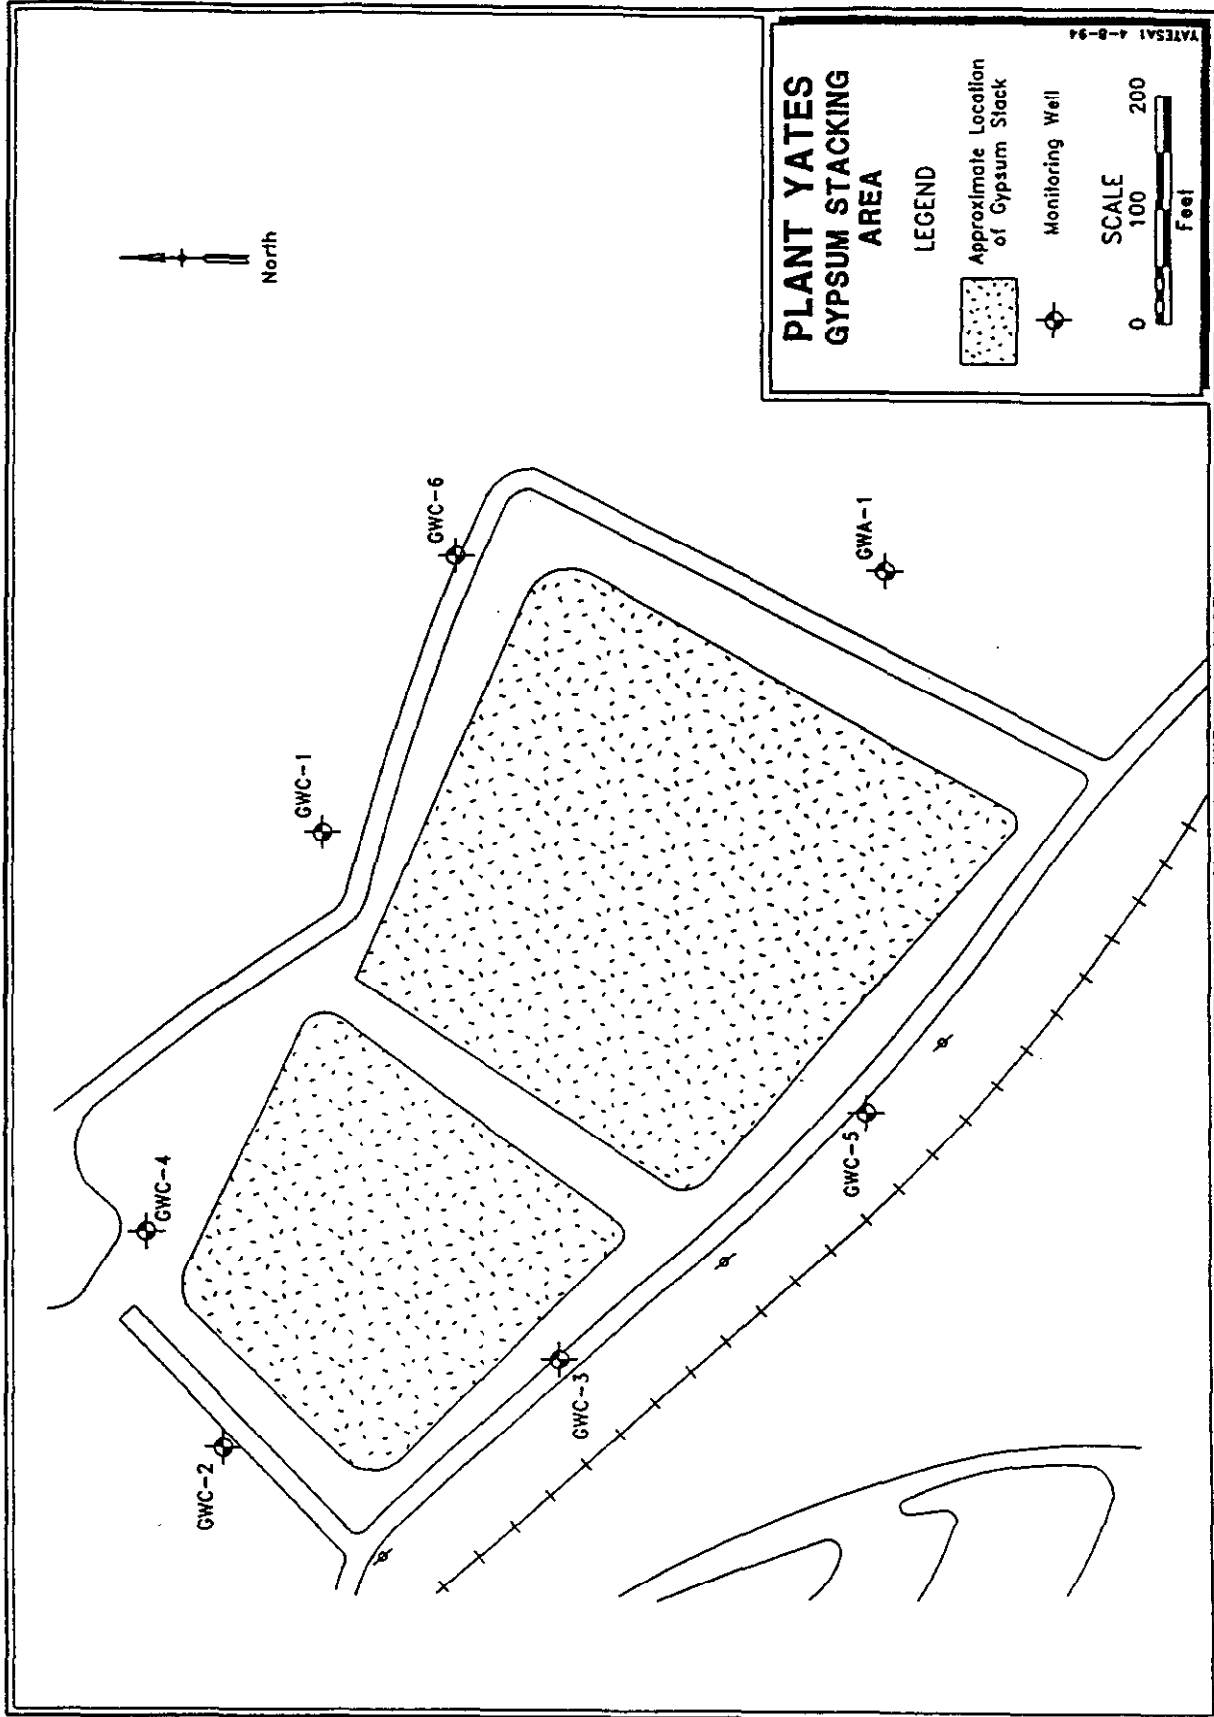 PLANT YATES
GYPSUM STACKING
AREA
LEGEND
Approximate Location
of Gypsum Stack
Monitoring Well
SCALE
0 100 200
Feet
YATESA1 4-8-94
North
GWC-4
GWC-2
GWC-1
GWC-6
GWC-3
GWC-5
GWA-1